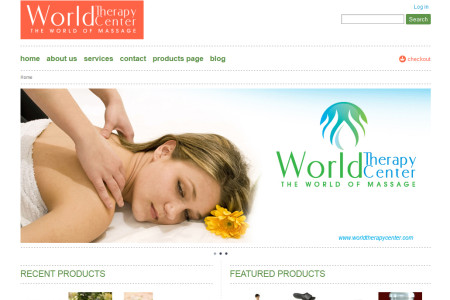 World Therapy Center
THE WORLD OF MASSAGE
Log in
Search
home about us services contact products page blog
checkout
Home
World Therapy Center
THE WORLD OF MASSAGE
www.worldtherapycenter.com
RECENT PRODUCTS
FEATURED PRODUCTS